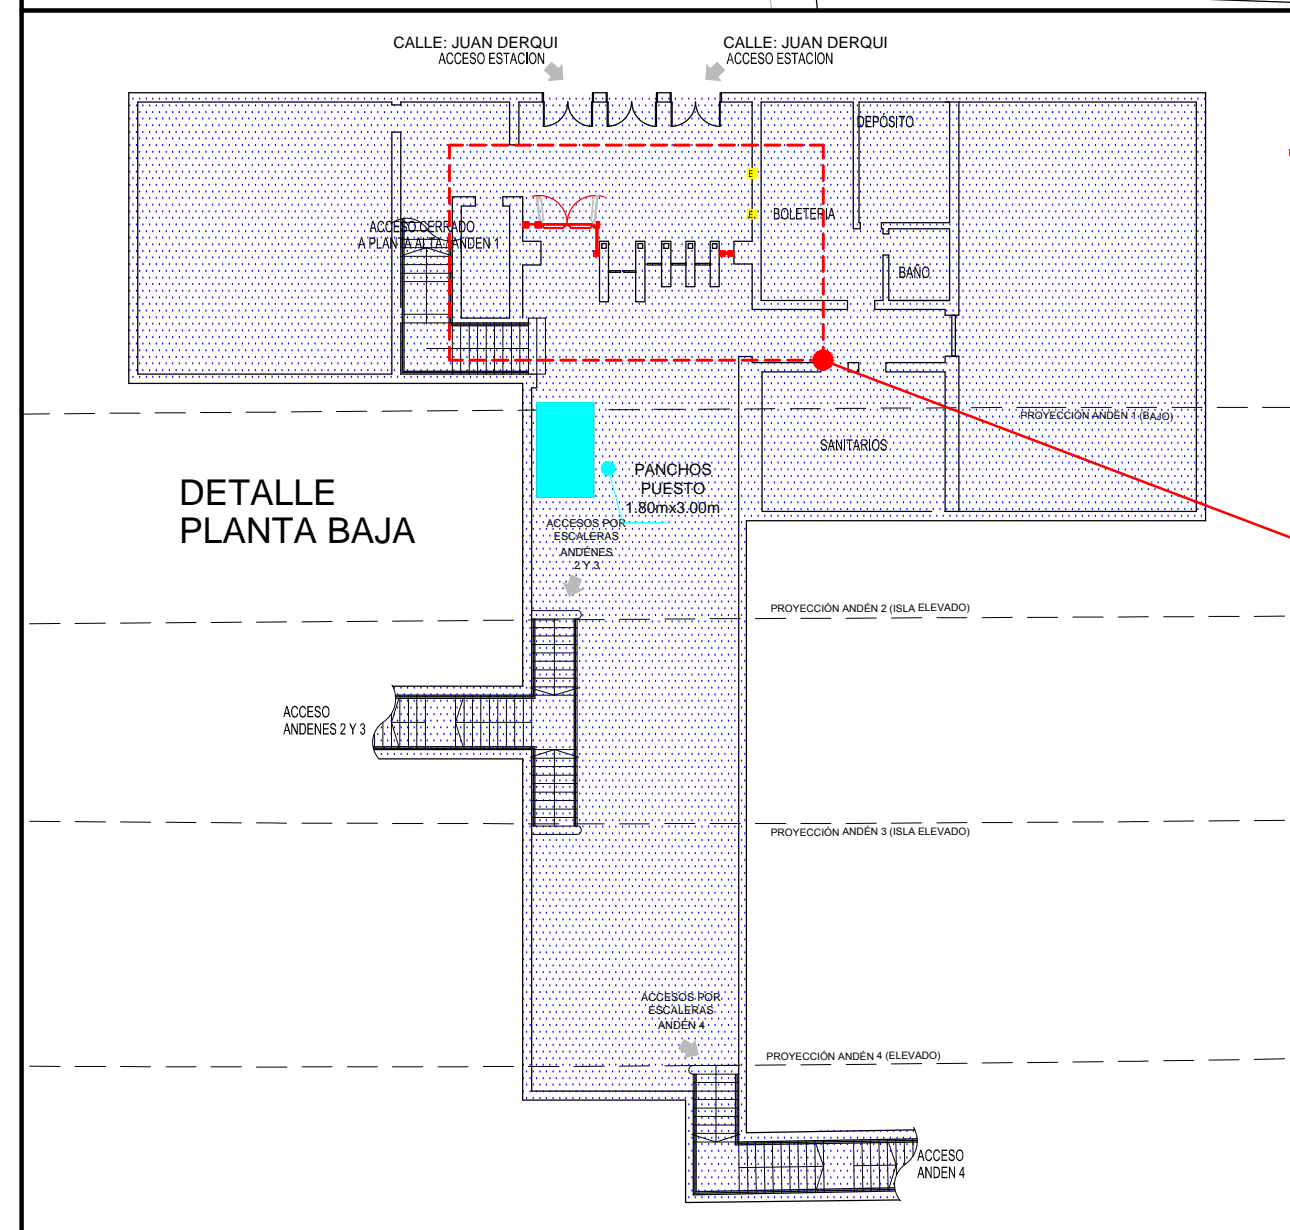 CALLE: JUAN DERQUI
ACCESO ESTACION
CALLE: JUAN DERQUI
ACCESO ESTACION
DEPÓSITO
E
E
BOLETERIA
ACCESO CERRADO
A PLANTA ALTA / ANDEN 1
BAÑO
PROYECCIÓN ANDÉN 1 (BAJO)
SANITARIOS
PANCHOS
PUESTO
1.80mx3.00m
DETALLE
PLANTA BAJA
ACCESOS POR
ESCALERAS
ANDÉNES
2 Y 3
PROYECCIÓN ANDÉN 2 (ISLA ELEVADO)
ACCESO
ANDENES 2 Y 3
PROYECCIÓN ANDÉN 3 (ISLA ELEVADO)
ACCESOS POR
ESCALERAS
ANDÉN 4
PROYECCIÓN ANDÉN 4 (ELEVADO)
ACCESO
ANDEN 4